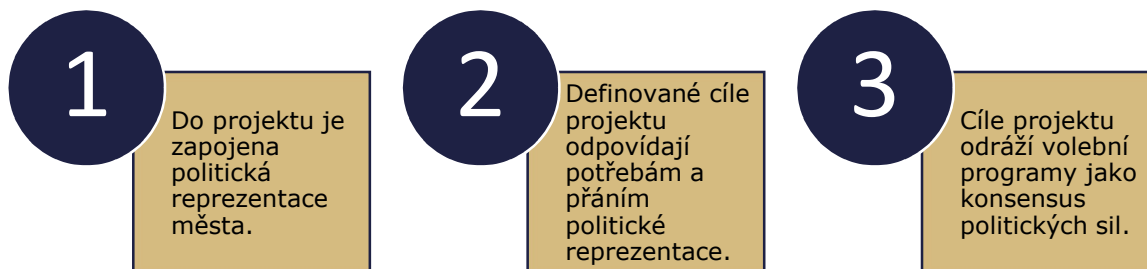 1
Do projektu je
zapojena
politická
reprezentace
města.
2
Definované cíle
projektu
odpovídají
potřebám a
přáním
politické
reprezentace.
3
Cíle projektu
odráží volební
programy jako
konsensus
politických sil.